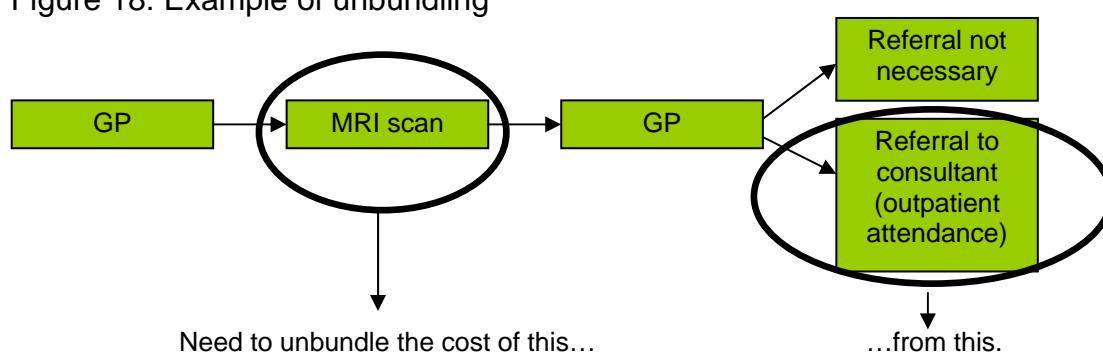 Figure 18: Example of unbundling
GP
MRI scan
GP
Referral not
necessary
Referral to
consultant
(outpatient
attendance)
Need to unbundle the cost of this…
…from this.